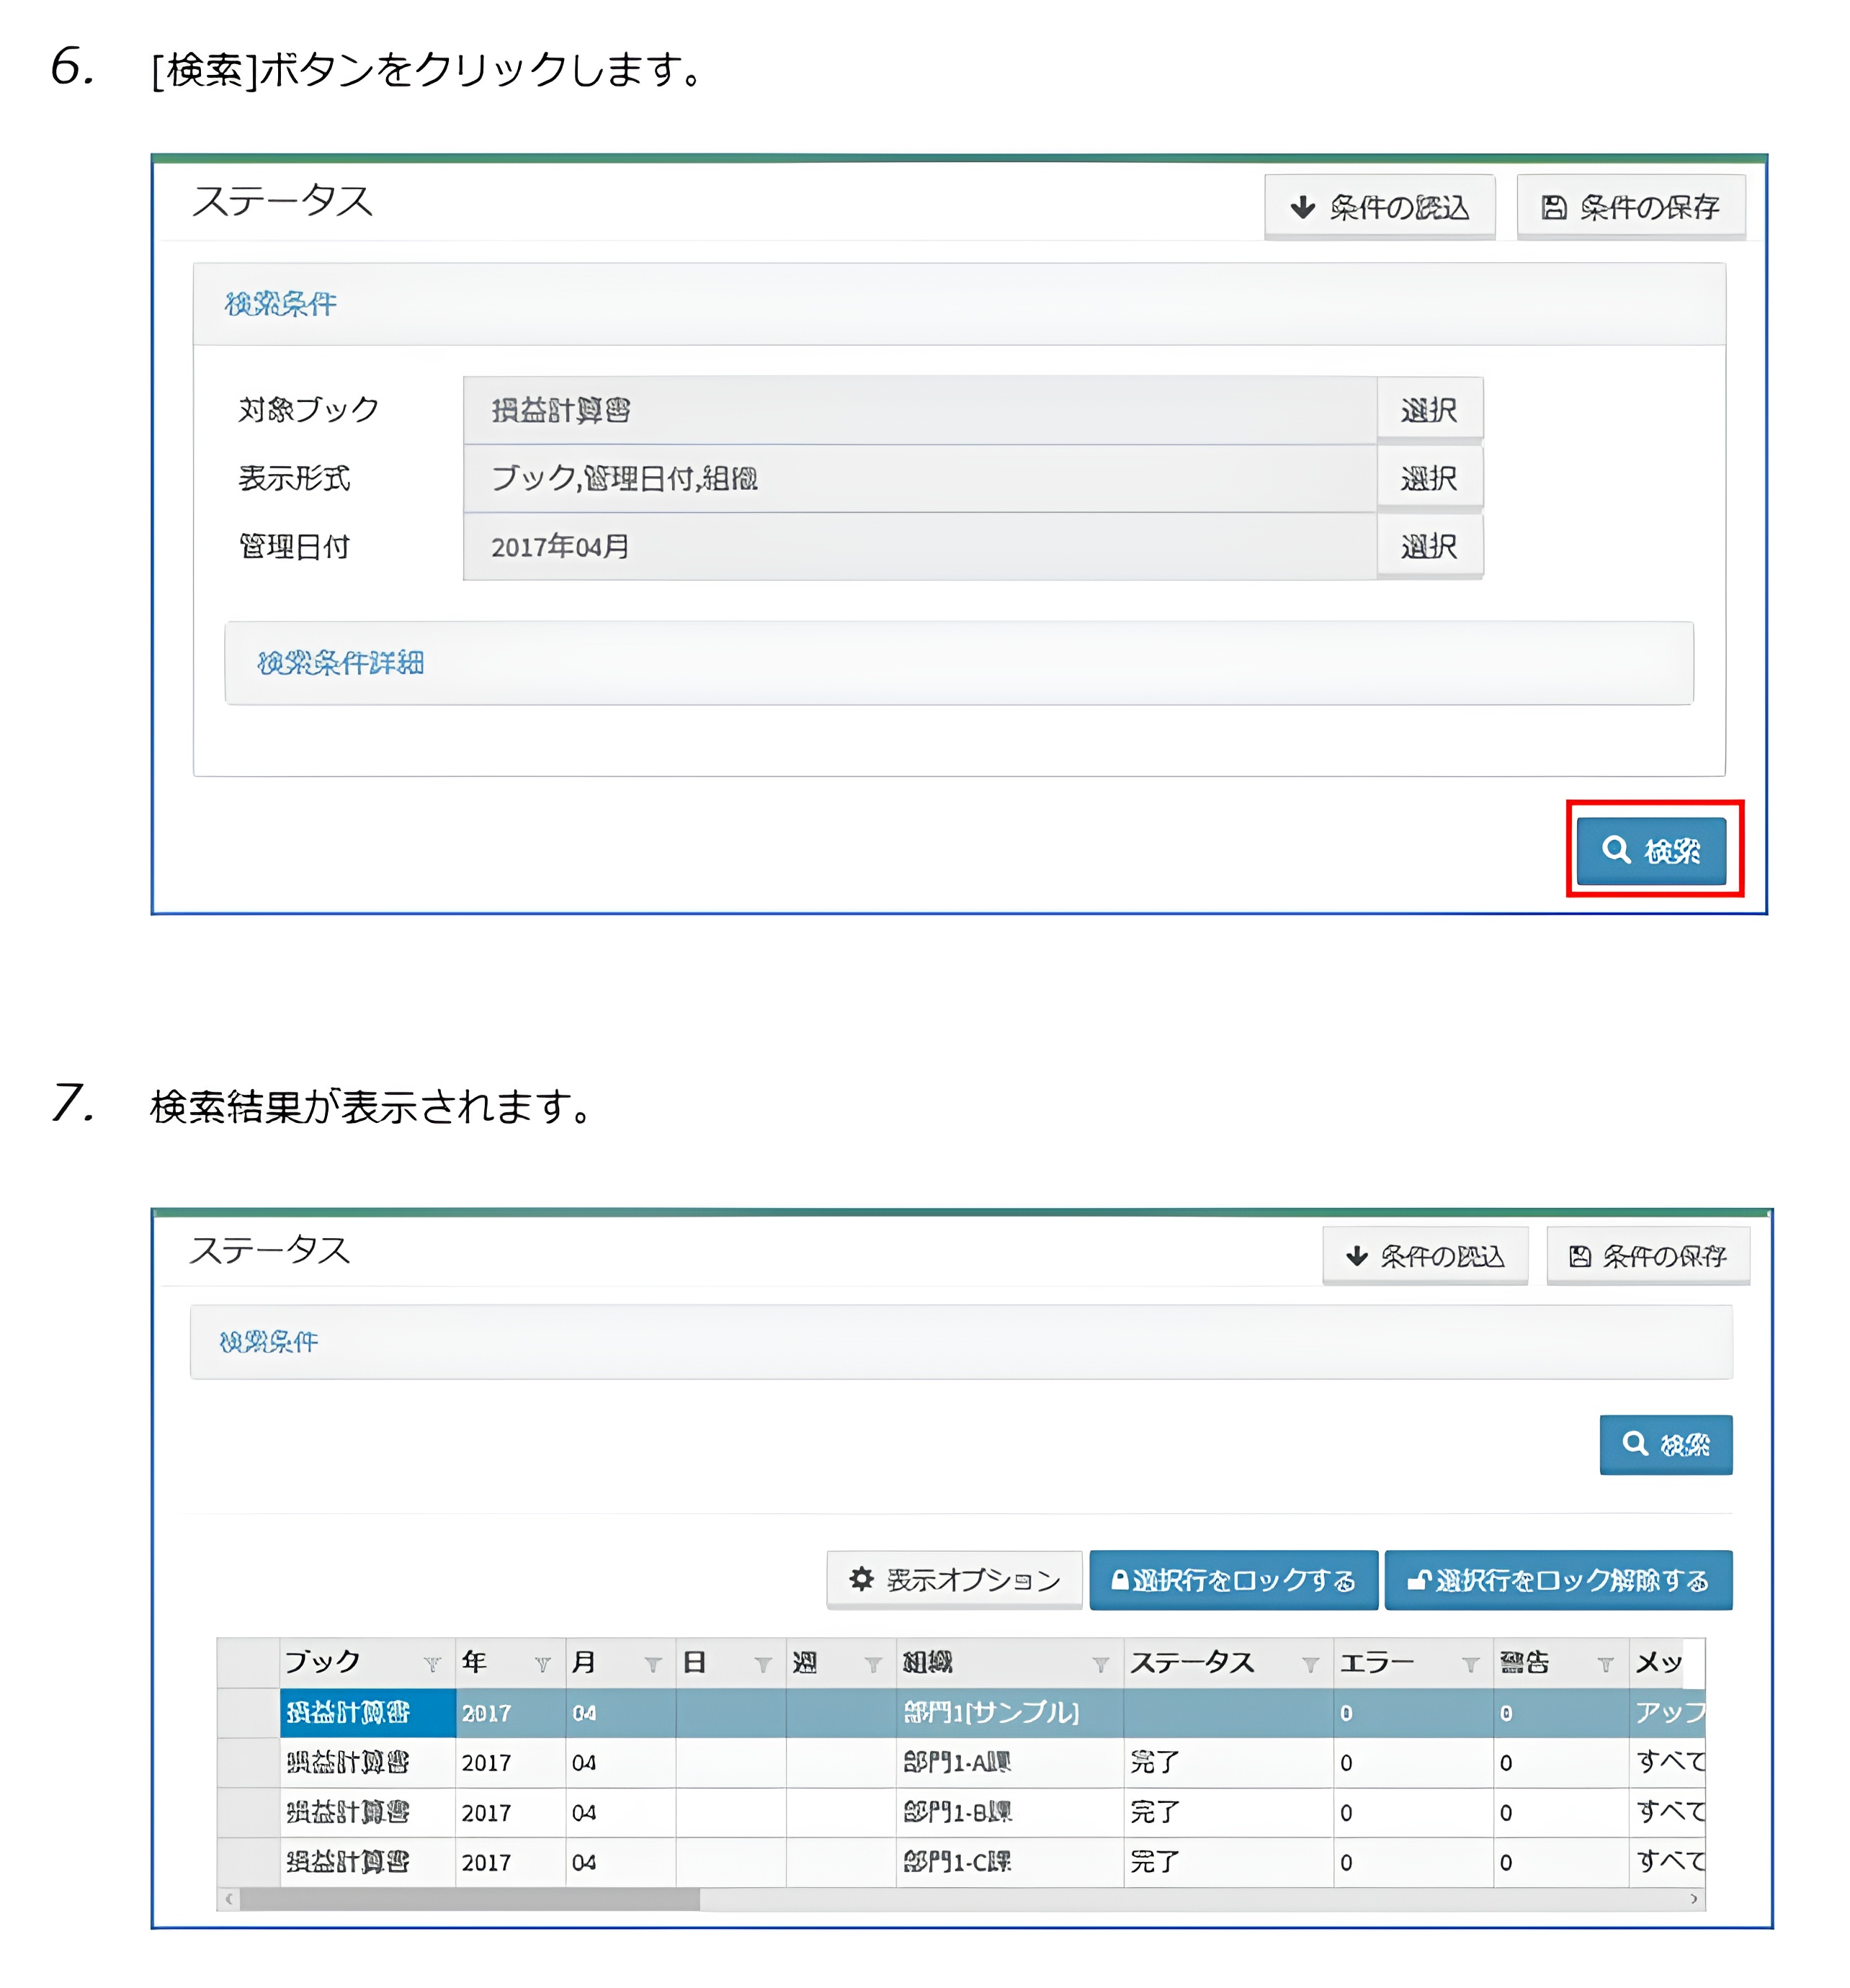 6. [検索]ボタンをクリックします。
ステータス
条件の読込 条件の保存
検索条件
対象ブック 損益計算書 選択
表示形式 ブック,管理日付,組織 選択
管理日付 2017年04月 選択
検索条件詳細
検索
7. 検索結果が表示されます。
ステータス
条件の読込 条件の保存
検索条件
検索
表示オプション 選択行をロックする 選択行をロック解除する
ブック 年 月 日 週 組織 ステータス エラー 警告 メッ
損益計算書 2017 04 部門1[サンプル] 0 0 アップ
損益計算書 2017 04 部門1-A課 完了 0 0 すべて
損益計算書 2017 04 部門1-B課 完了 0 0 すべて
損益計算書 2017 04 部門1-C課 完了 0 0 すべて